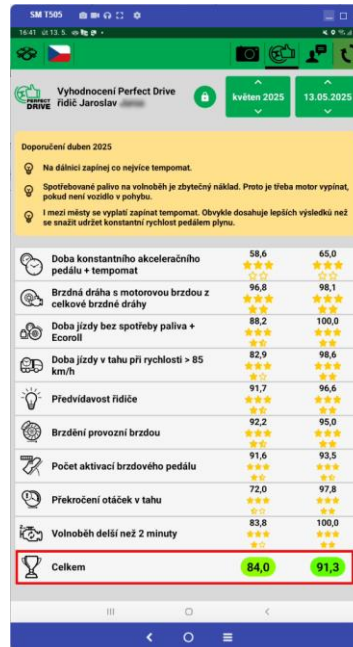 SM T505
16:41 út 13. 5.
PERFECT DRIVE
Vyhodnocení Perfect Drive
řidič Jaroslav
květen 2025
13.05.2025
Doporučení duben 2025
Na dálnici zapínej co nejvíce tempomat.
Spotřebované palivo na volnoběh je zbytečný náklad. Proto je třeba motor vypínat,
pokud není vozidlo v pohybu.
I mezi městy se vyplatí zapínat tempomat. Obvykle dosahuje lepších výsledků než
se snažit udržet konstantní rychlost pedálem plynu.
Doba konstantního akceleračního
pedálu + tempomat
58,6
65,0
Brzdná dráha s motorovou brzdou z
celkové brzdné dráhy
96,8
98,1
Doba jízdy bez spotřeby paliva +
Ecoroll
88,2
100,0
Doba jízdy v tahu při rychlosti > 85
km/h
82,9
98,6
Předvídavost řidiče
91,7
96,6
Brzdění provozní brzdou
92,2
95,0
Počet aktivací brzdového pedálu
91,6
93,5
Překročení otáček v tahu
72,0
97,8
Volnoběh delší než 2 minuty
83,8
100,0
Celkem
84,0
91,3